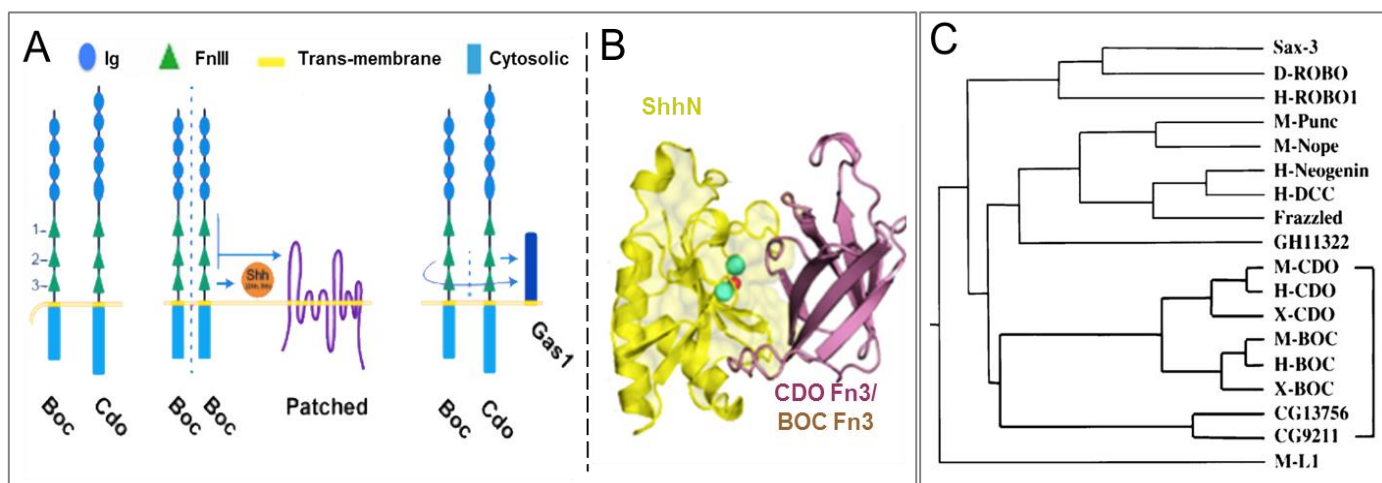 A
Ig
FnIII
Trans-membrane
Cytosolic
1-
2-
3-
Shh
Boc
Cdo
Boc
Boc
Patched
Boc
Cdo
Gas1
B
ShhN
CDO Fn3/
BOC Fn3
C
Sax-3
D-ROBO
H-ROBO1
M-Punc
M-Nope
H-Neogenin
H-DCC
Frazzled
GH11322
M-CDO
H-CDO
X-CDO
M-BOC
H-BOC
X-BOC
CG13756
CG9211
M-L1